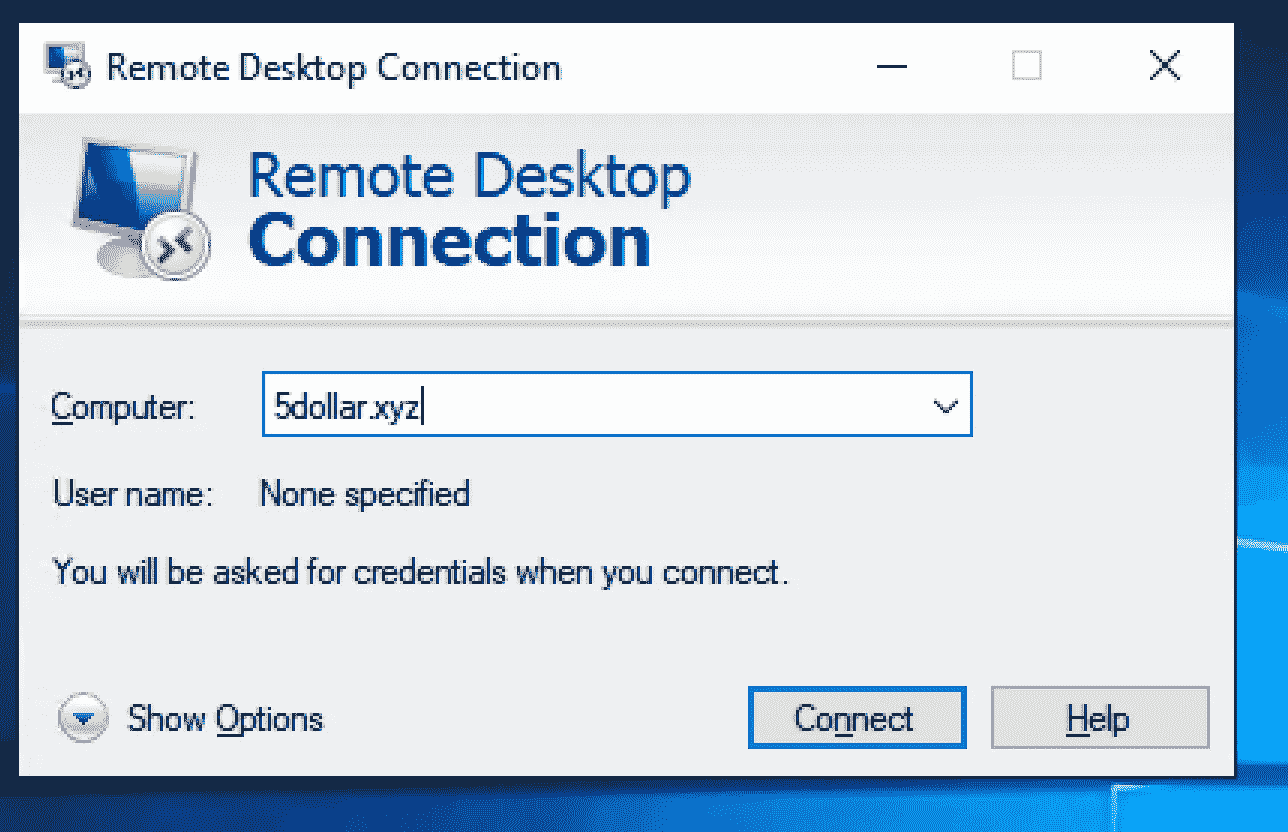 Remote Desktop Connection
Remote Desktop
Connection
Computer: 5dollar.xyz
User name: None specified
You will be asked for credentials when you connect.
Show Options Connect Help